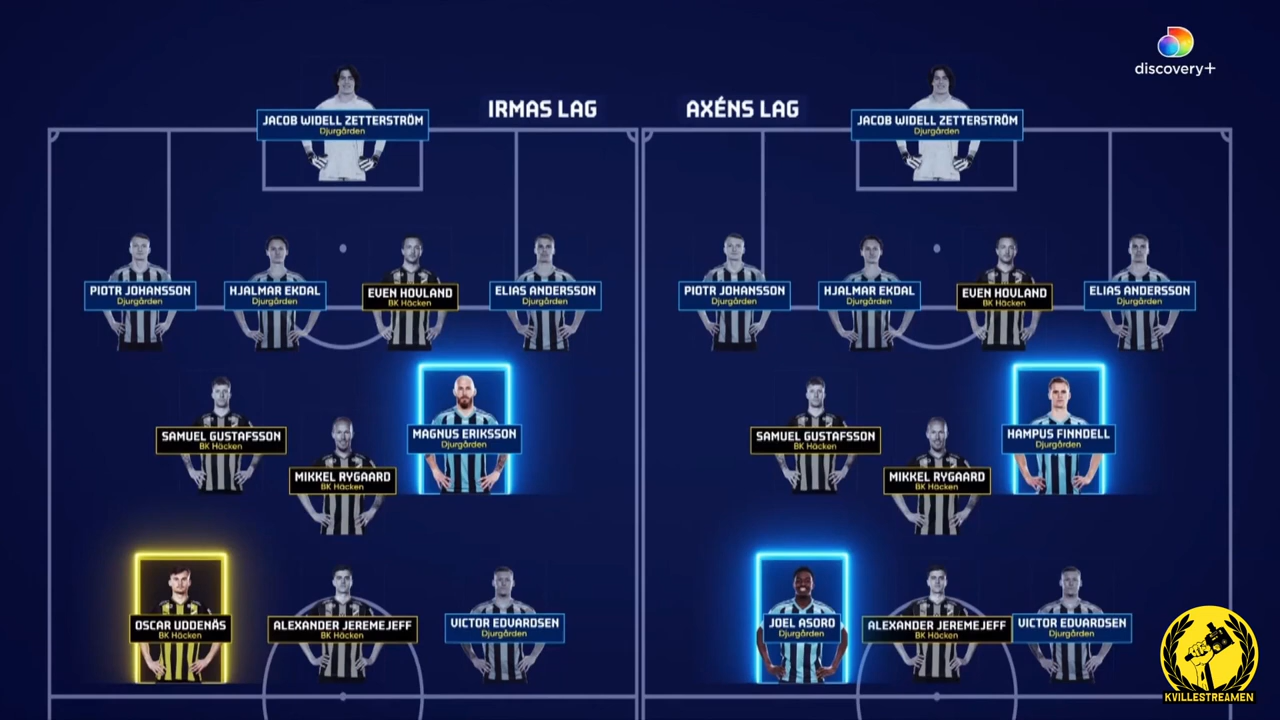 discovery+
IRMAS LAG
JACOB WIDELL ZETTERSTRÖM
Djurgården
PIOTR JOHANSSON
Djurgården
HJALMAR EKDAL
Djurgården
EVEN HOVLAND
BK Häcken
ELIAS ANDERSSON
Djurgården
SAMUEL GUSTAFSSON
BK Häcken
MIKKEL RYGAARD
BK Häcken
MAGNUS ERIKSSON
Djurgården
OSCAR UDDENÄS
BK Häcken
ALEXANDER JEREMEJEFF
BK Häcken
VICTOR EDVARDSEN
Djurgården
AXÉNS LAG
JACOB WIDELL ZETTERSTRÖM
Djurgården
PIOTR JOHANSSON
Djurgården
HJALMAR EKDAL
Djurgården
EVEN HOVLAND
BK Häcken
ELIAS ANDERSSON
Djurgården
SAMUEL GUSTAFSSON
BK Häcken
MIKKEL RYGAARD
BK Häcken
HAMPUS FINNDELL
Djurgården
JOEL ASORO
Djurgården
ALEXANDER JEREMEJEFF
BK Häcken
VICTOR EDVARDSEN
Djurgården
KVILLESTREAMEN